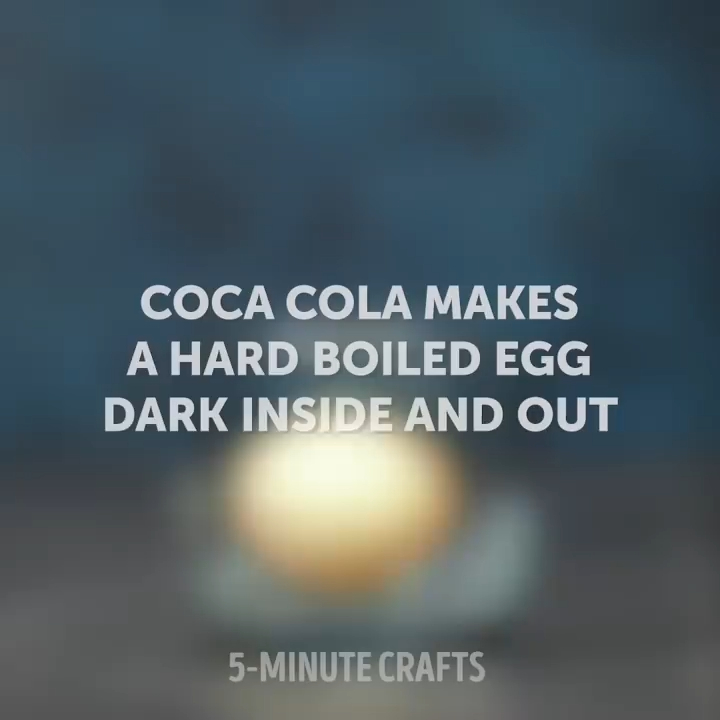 COCA COLA MAKES
A HARD BOILED EGG
DARK INSIDE AND OUT
5-MINUTE CRAFTS